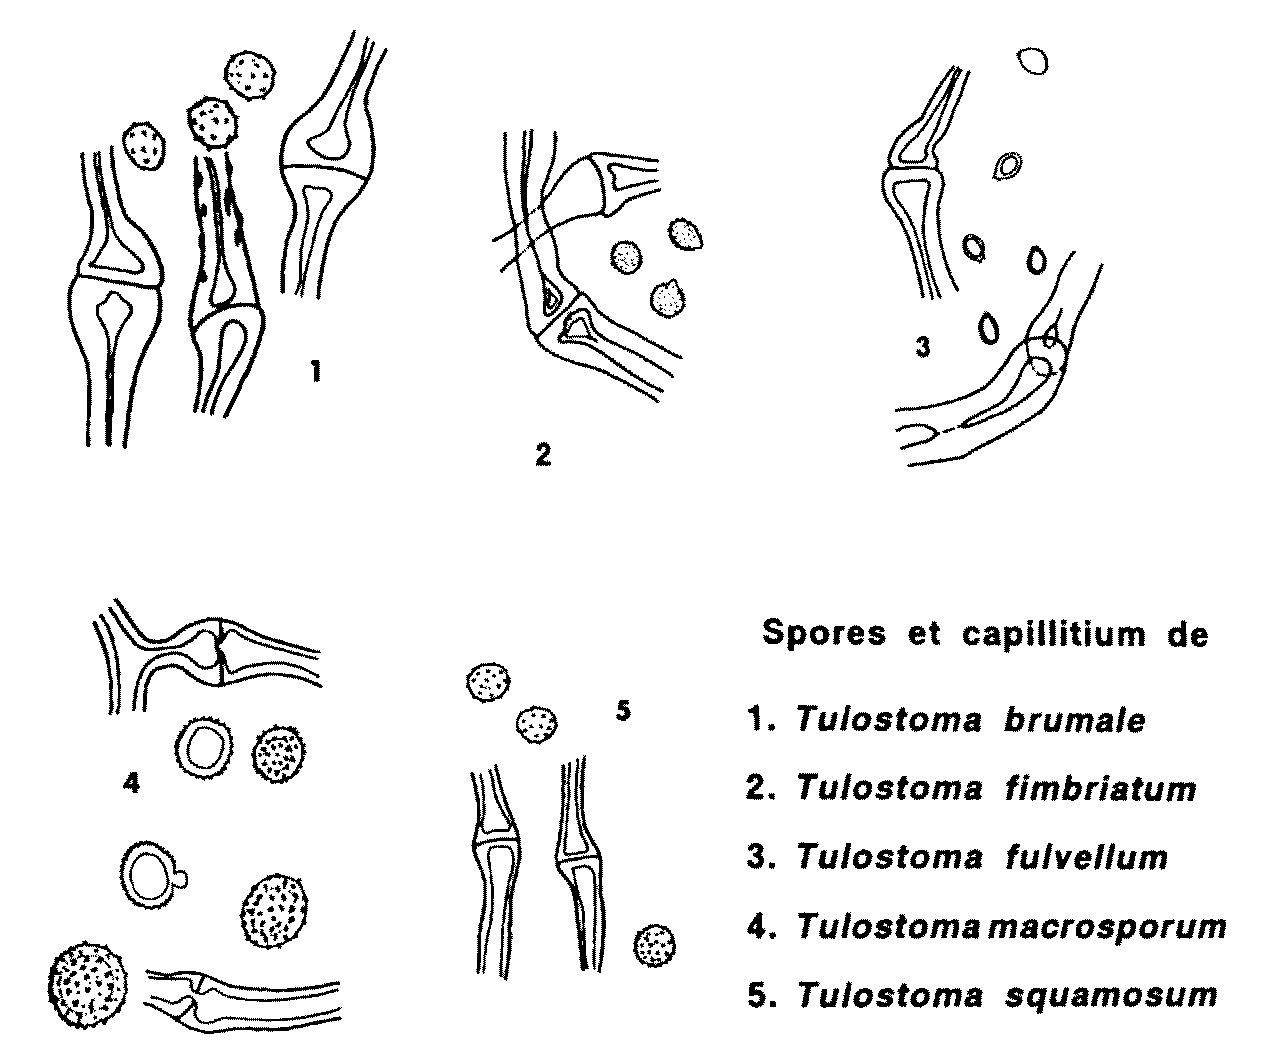 1
2
3
4
5
Spores et capillitium de
1. Tulostoma brumale
2. Tulostoma fimbriatum
3. Tulostoma fulvellum
4. Tulostoma macrosporum
5. Tulostoma squamosum